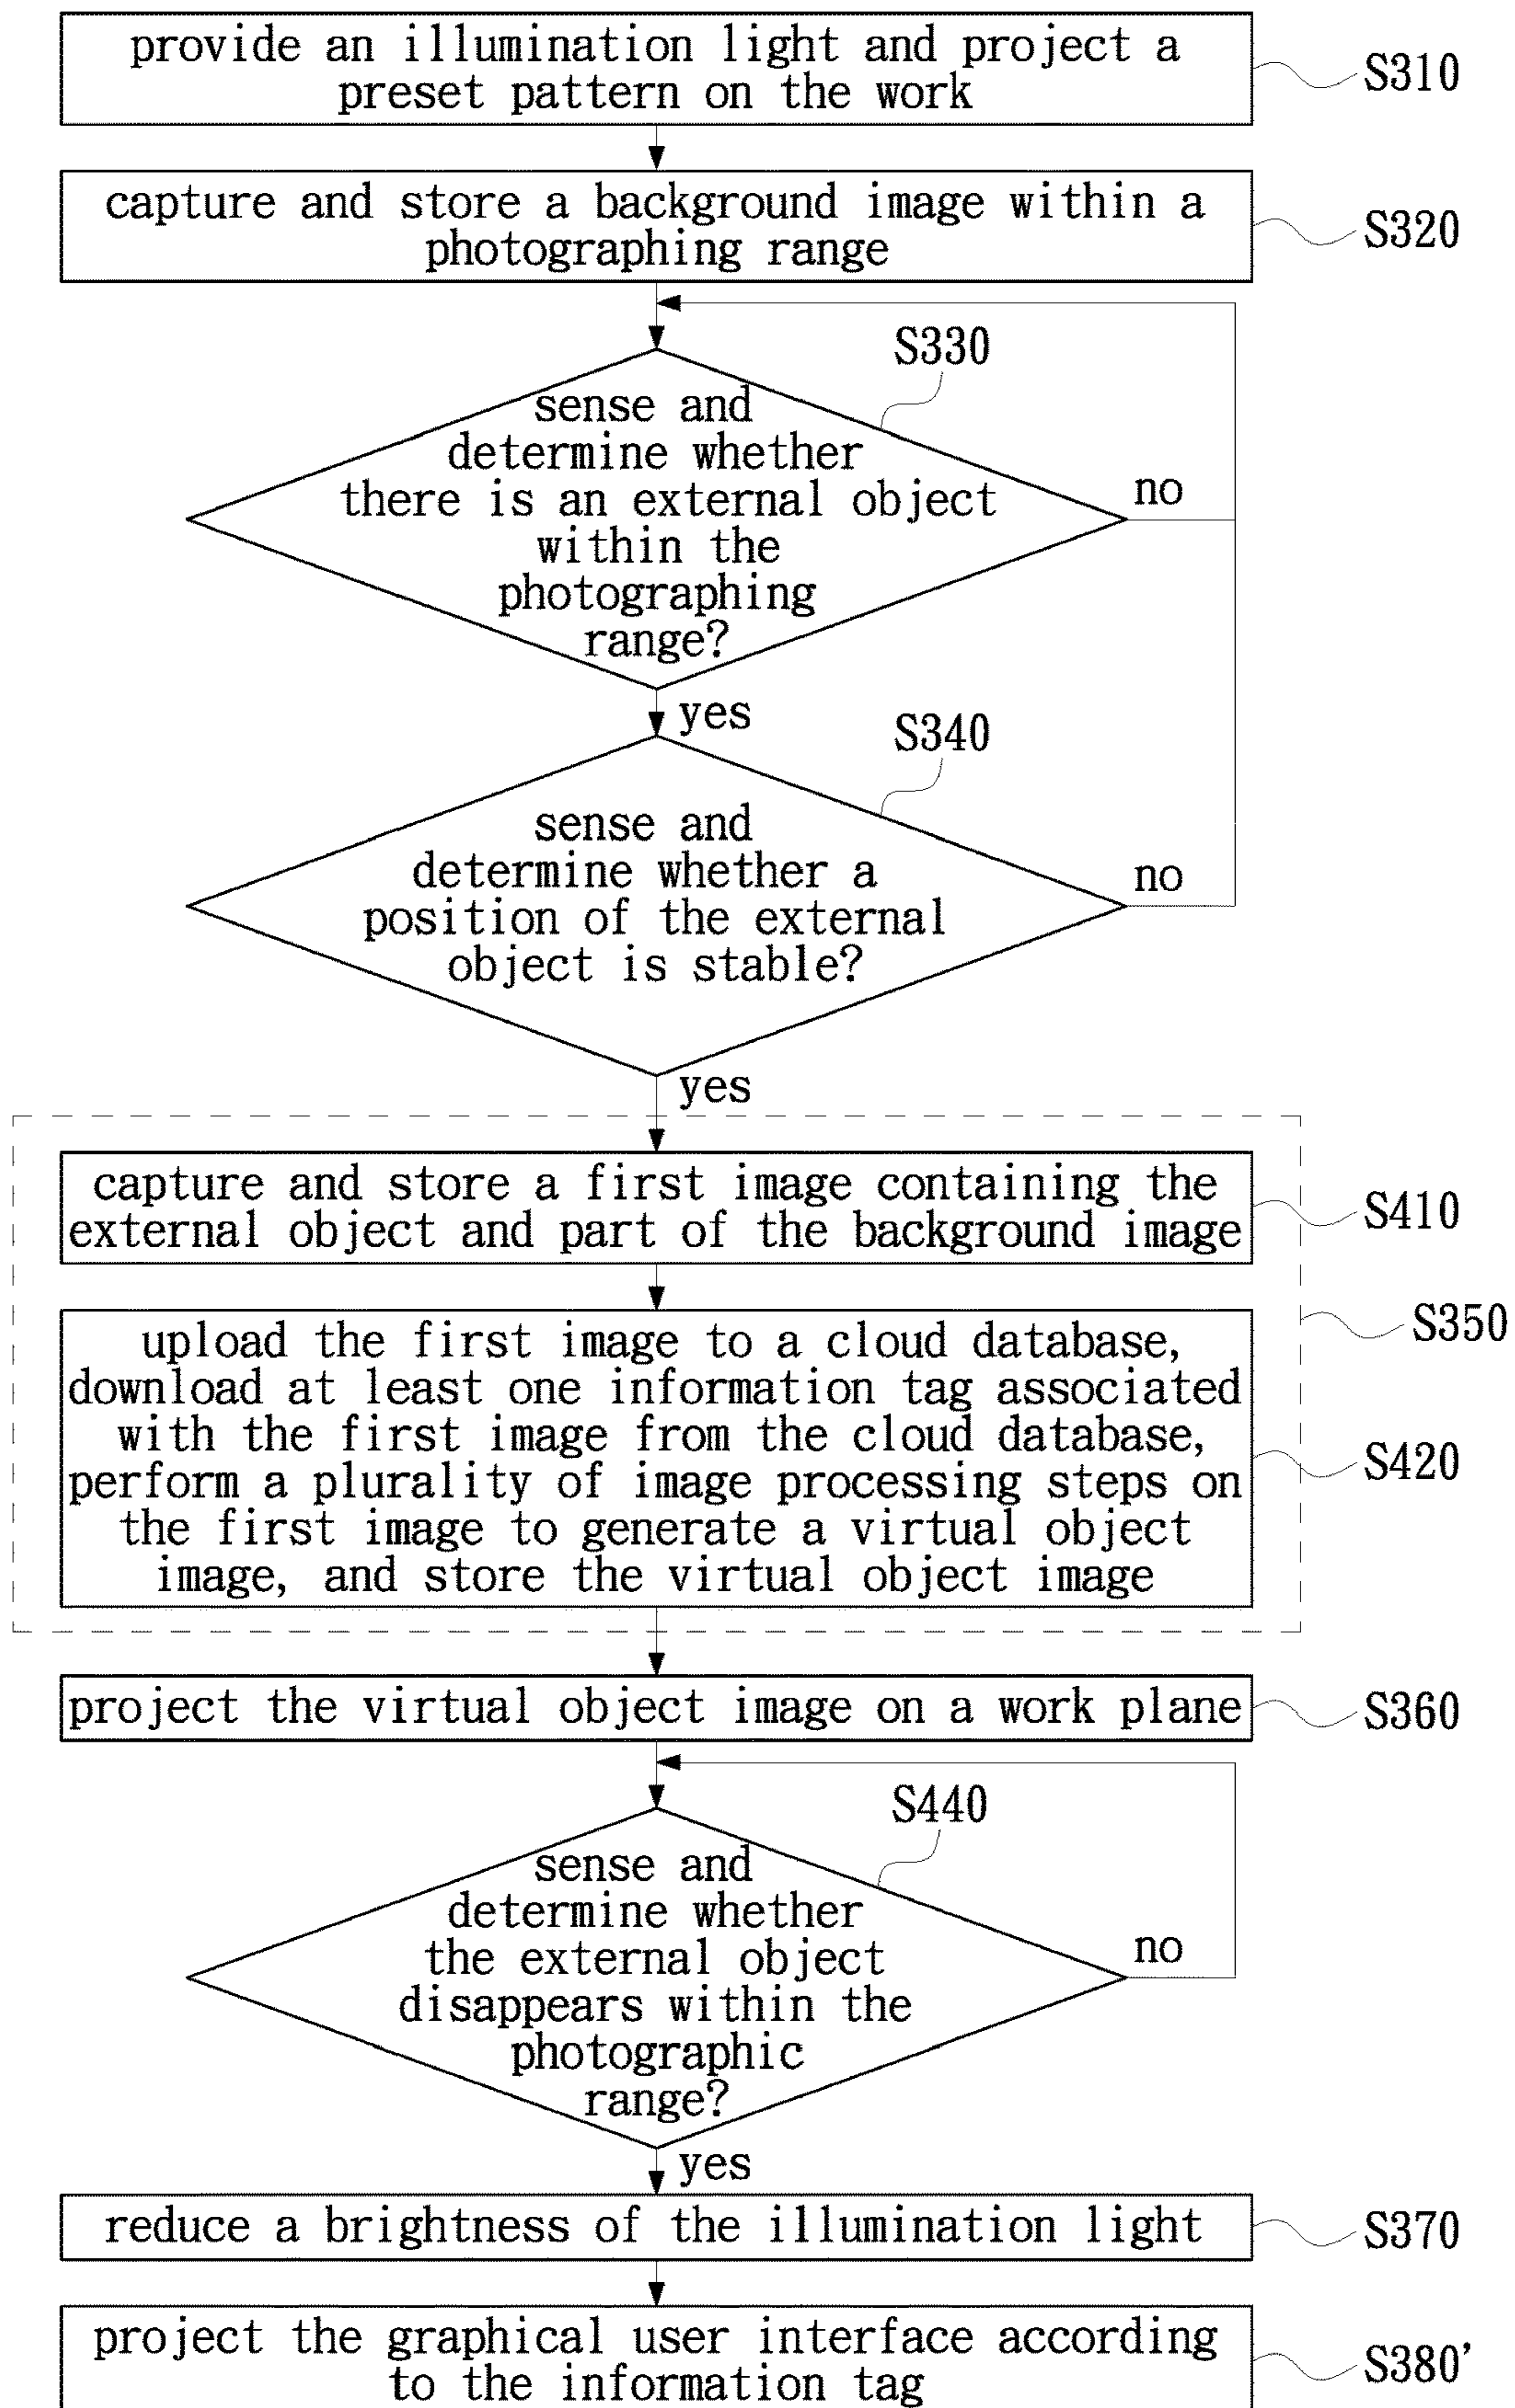 provide an illumination light and project a
preset pattern on the work
S310
capture and store a background image within a
photographing range
S320
S330
sense and
determine whether
there is an external object
within the
photographing
range?
no
yes
S340
sense and
determine whether a
position of the external
object is stable?
no
yes
capture and store a first image containing the
external object and part of the background image
S410
S350
upload the first image to a cloud database,
download at least one information tag associated
with the first image from the cloud database,
perform a plurality of image processing steps on
the first image to generate a virtual object
image, and store the virtual object image
S420
project the virtual object image on a work plane
S360
S440
sense and
determine whether
the external object
disappears within the
photographic
range?
no
yes
reduce a brightness of the illumination light
S370
project the graphical user interface according
to the information tag
S380'